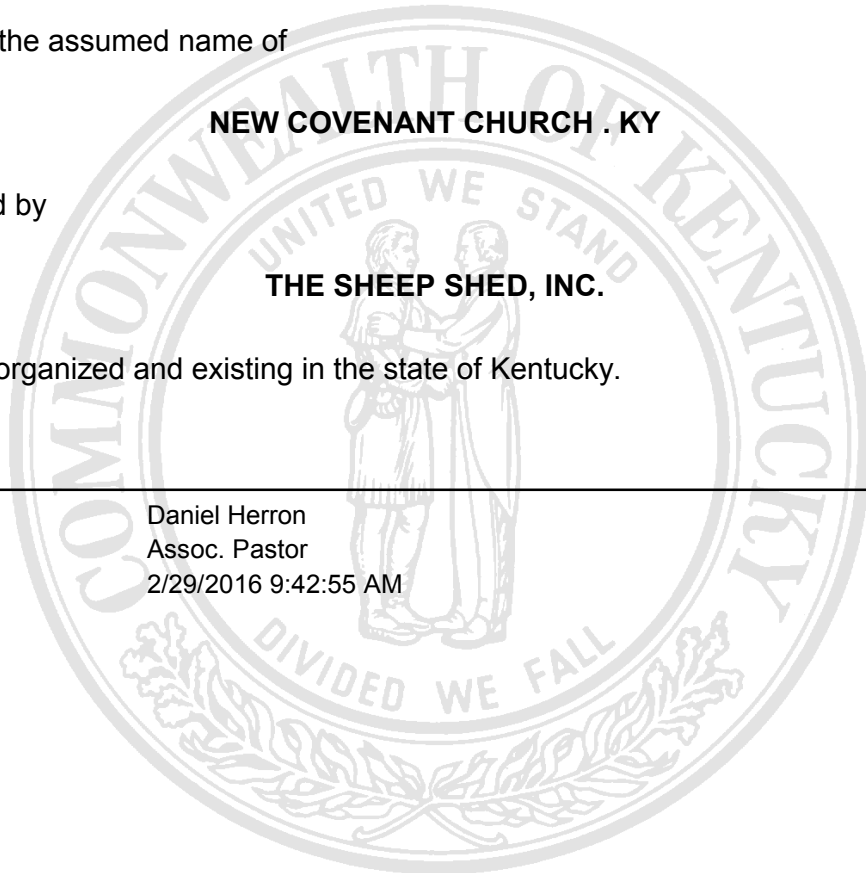 the assumed name of
NEW COVENANT CHURCH . KY
d by
THE SHEEP SHED, INC.
organized and existing in the state of Kentucky.
Daniel Herron
Assoc. Pastor
2/29/2016 9:42:55 AM
COMMONWEALTH OF KENTUCKY
UNITED WE STAND
DIVIDED WE FALL